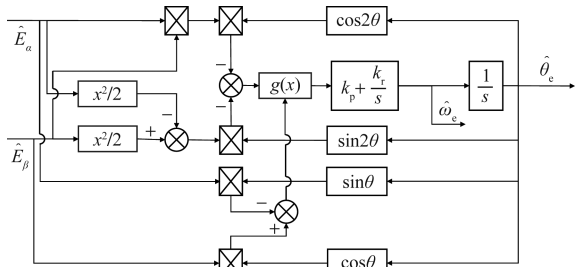 cos2θ
Ê_α
−
x²/2
−
g(x)
k_p + k_r/s
1/s
θ̂_e
−
ω̂_e
+
x²/2
Ê_β
sin2θ
sinθ
−
+
cosθ